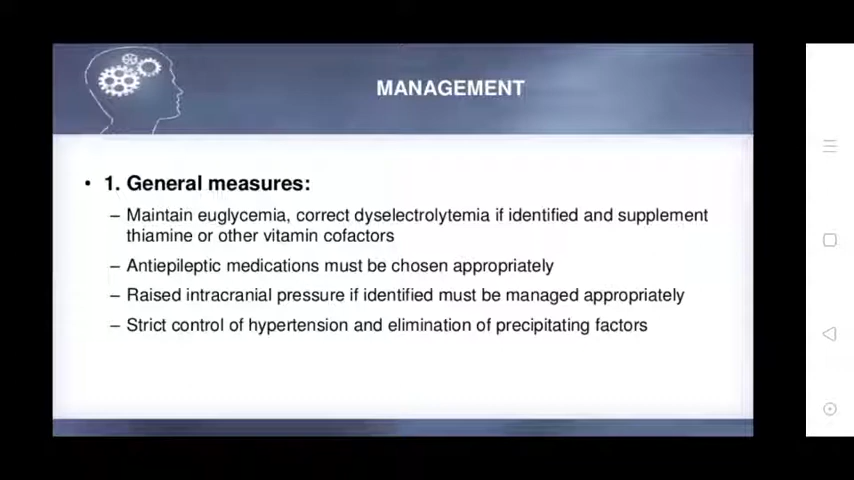 MANAGEMENT
• 1. General measures:
– Maintain euglycemia, correct dyselectrolytemia if identified and supplement
thiamine or other vitamin cofactors
– Antiepileptic medications must be chosen appropriately
– Raised intracranial pressure if identified must be managed appropriately
– Strict control of hypertension and elimination of precipitating factors